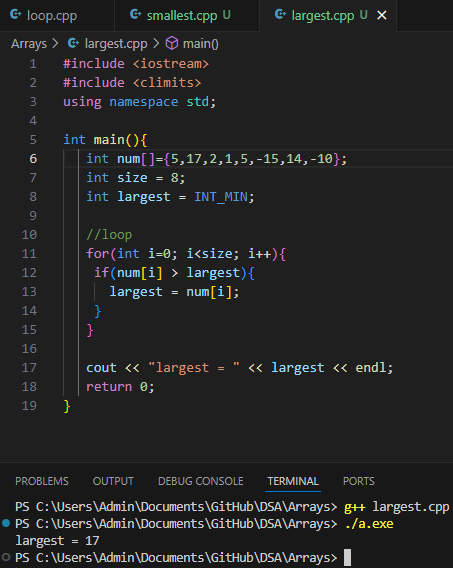 loop.cpp smallest.cpp U largest.cpp U
Arrays > largest.cpp > main()
1 #include <iostream>
2 #include <climits>
3 using namespace std;
4
5 int main(){
6 int num[]={5,17,2,1,5,-15,14,-10};
7 int size = 8;
8 int largest = INT_MIN;
9
10 //loop
11 for(int i=0; i<size; i++){
12 if(num[i] > largest){
13 largest = num[i];
14 }
15 }
16
17 cout << "largest = " << largest << endl;
18 return 0;
19 }
PROBLEMS OUTPUT DEBUG CONSOLE TERMINAL PORTS
PS C:\Users\Admin\Documents\GitHub\DSA\Arrays> g++ largest.cpp
PS C:\Users\Admin\Documents\GitHub\DSA\Arrays> ./a.exe
largest = 17
PS C:\Users\Admin\Documents\GitHub\DSA\Arrays>